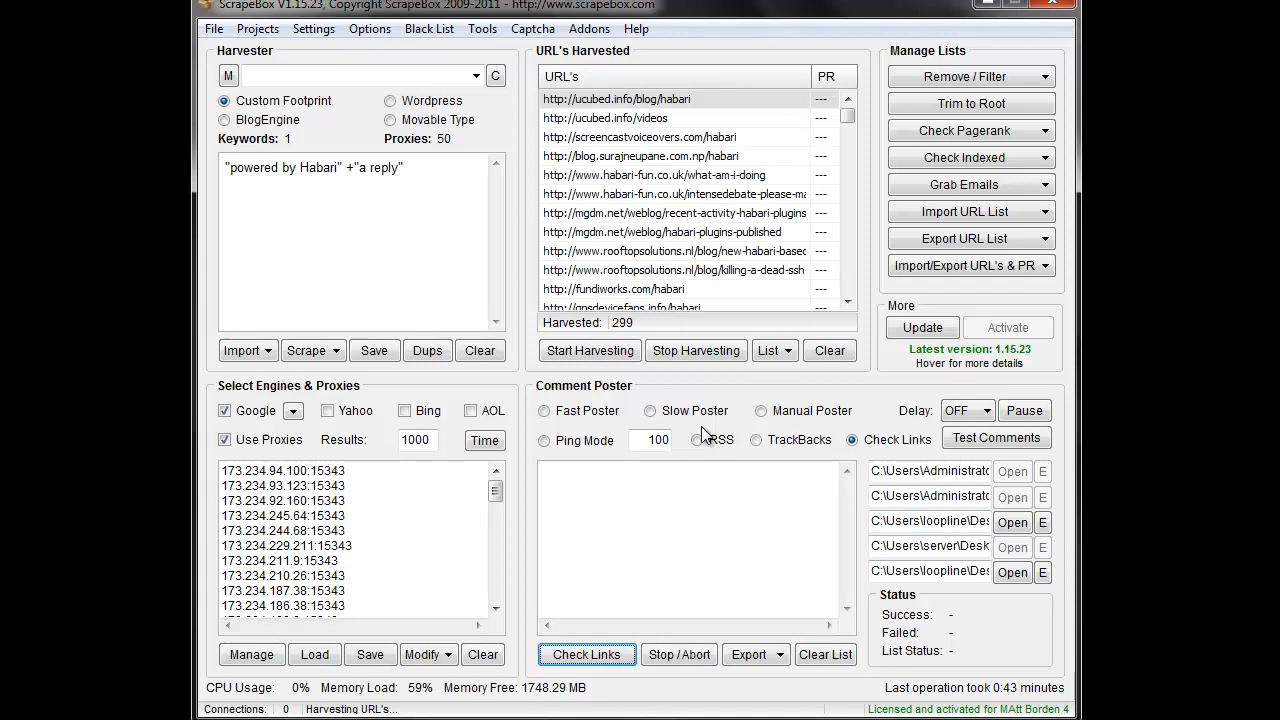 ScrapeBox V1.15.23, Copyright ScrapeBox 2009-2011 - http://www.scrapebox.com
File Projects Settings Options Black List Tools Captcha Addons Help
Harvester
M C
Custom Footprint Wordpress
BlogEngine Movable Type
Keywords: 1 Proxies: 50
"powered by Habari" +"a reply"
Import Scrape Save Dups Clear
URL's Harvested
URL's PR
http://ucubed.info/blog/habari ---
http://ucubed.info/videos ---
http://screencastvoiceovers.com/habari ---
http://blog.surajneupane.com.np/habari ---
http://www.habari-fun.co.uk/what-am-i-doing ---
http://www.habari-fun.co.uk/intensedebate-please-ma ---
http://mgdm.net/weblog/recent-activity-habari-plugins ---
http://mgdm.net/weblog/habari-plugins-published ---
http://www.rooftopsolutions.nl/blog/new-habari-based ---
http://www.rooftopsolutions.nl/blog/killing-a-dead-ssh- ---
http://fundiworks.com/habari ---
http://gpsdevicefans.info/habari ---
Harvested: 299
Start Harvesting Stop Harvesting List Clear
Manage Lists
Remove / Filter
Trim to Root
Check Pagerank
Check Indexed
Grab Emails
Import URL List
Export URL List
Import/Export URL's & PR
More
Update Activate
Latest version: 1.15.23
Hover for more details
Select Engines & Proxies
Google Yahoo Bing AOL
Use Proxies Results: 1000 Time
173.234.94.100:15343
173.234.93.123:15343
173.234.92.160:15343
173.234.245.64:15343
173.234.244.68:15343
173.234.229.211:15343
173.234.211.9:15343
173.234.210.26:15343
173.234.187.38:15343
173.234.186.38:15343
Manage Load Save Modify Clear
Comment Poster
Fast Poster Slow Poster Manual Poster Delay: OFF Pause
Ping Mode 100 RSS TrackBacks Check Links Test Comments
C:\Users\Administrato Open E
C:\Users\Administrato Open E
C:\Users\loopline\Des Open E
C:\Users\server\Desk Open E
C:\Users\loopline\Des Open E
Status
Success: -
Failed: -
List Status: -
Check Links Stop / Abort Export Clear List
CPU Usage: 0% Memory Load: 59% Memory Free: 1748.29 MB Last operation took 0:43 minutes
Connections: 0 Harvesting URL's... Licensed and activated for MAtt Borden 4